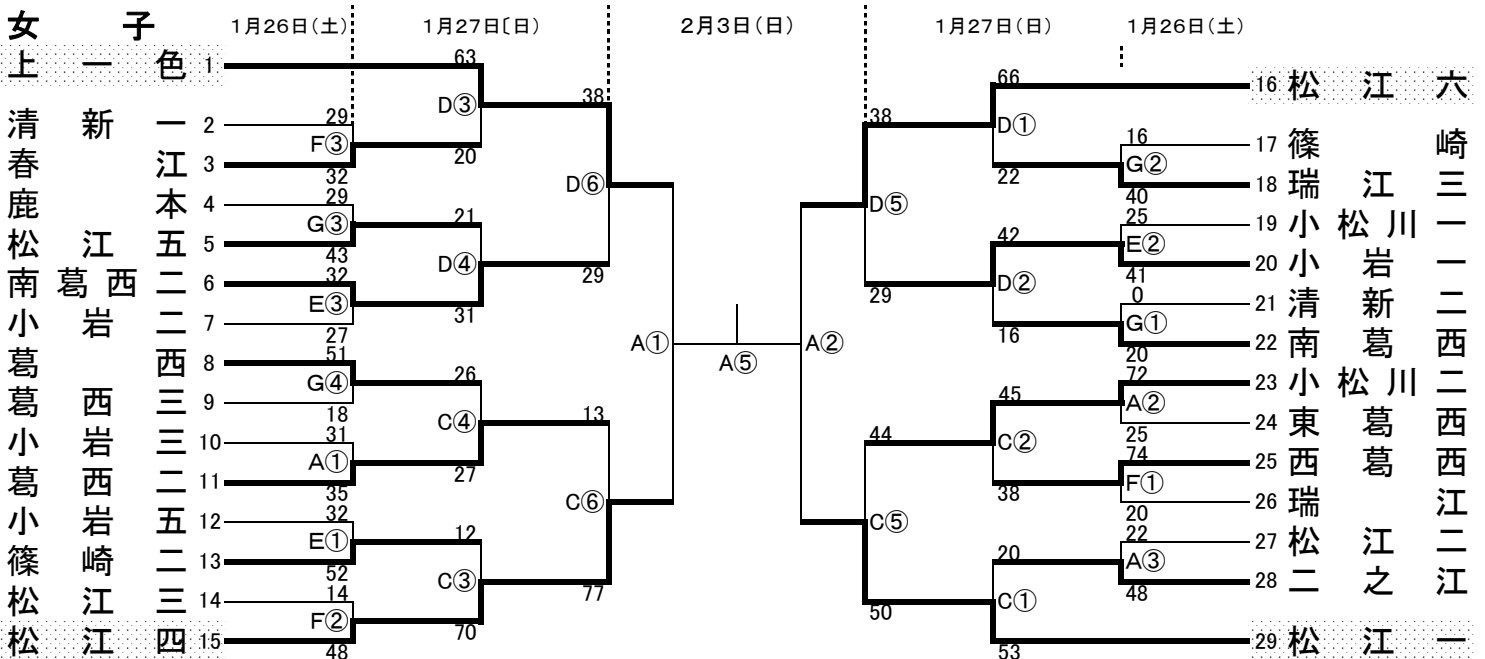 女子 1月26日(土) 1月27日〔日〕 2月3日(日) 1月27日(日) 1月26日(土)
上一色 1
清新一 2
春江 3
鹿本 4
松江五 5
南葛西二 6
小岩二 7
葛西 8
葛西三 9
小岩三 10
葛西二 11
小岩五 12
篠崎二 13
松江三 14
松江四 15
29
F③
32
29
G③
43
32
E③
27
51
G④
18
31
A①
35
32
E①
52
14
F②
48
63
D③
20
21
D④
31
26
C④
27
12
C③
70
38
D⑥
29
13
C⑥
77
A①
A⑤
A②
38
D⑤
29
44
C⑤
50
66
D①
22
42
D②
16
45
C②
38
20
C①
53
16
G②
40
25
E②
41
0
G①
20
72
A②
25
74
F①
20
22
A③
48
16 松江六
17 篠崎
18 瑞江三
19 小松川一
20 小岩一
21 清新二
22 南葛西
23 小松川二
24 東葛西
25 西葛西
26 瑞江
27 松江二
28 二之江
29 松江一